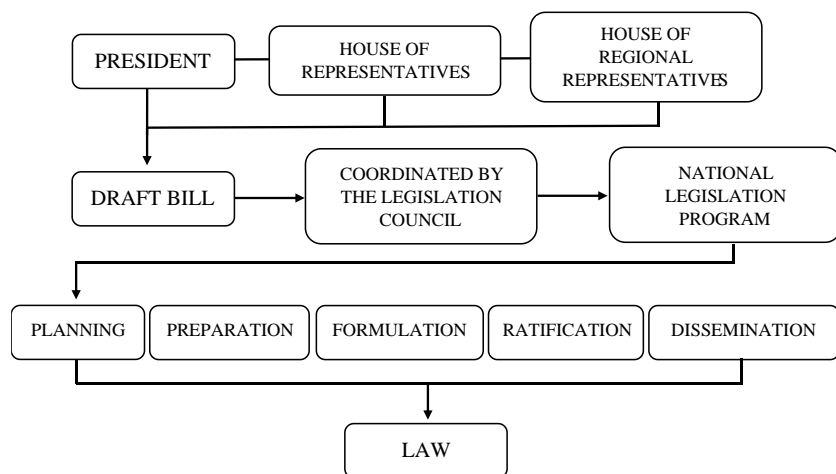 PRESIDENT
HOUSE OF
REPRESENTATIVES
HOUSE OF
REGIONAL
REPRESENTATIVES
DRAFT BILL
COORDINATED BY
THE LEGISLATION
COUNCIL
NATIONAL
LEGISLATION
PROGRAM
PLANNING
PREPARATION
FORMULATION
RATIFICATION
DISSEMINATION
LAW